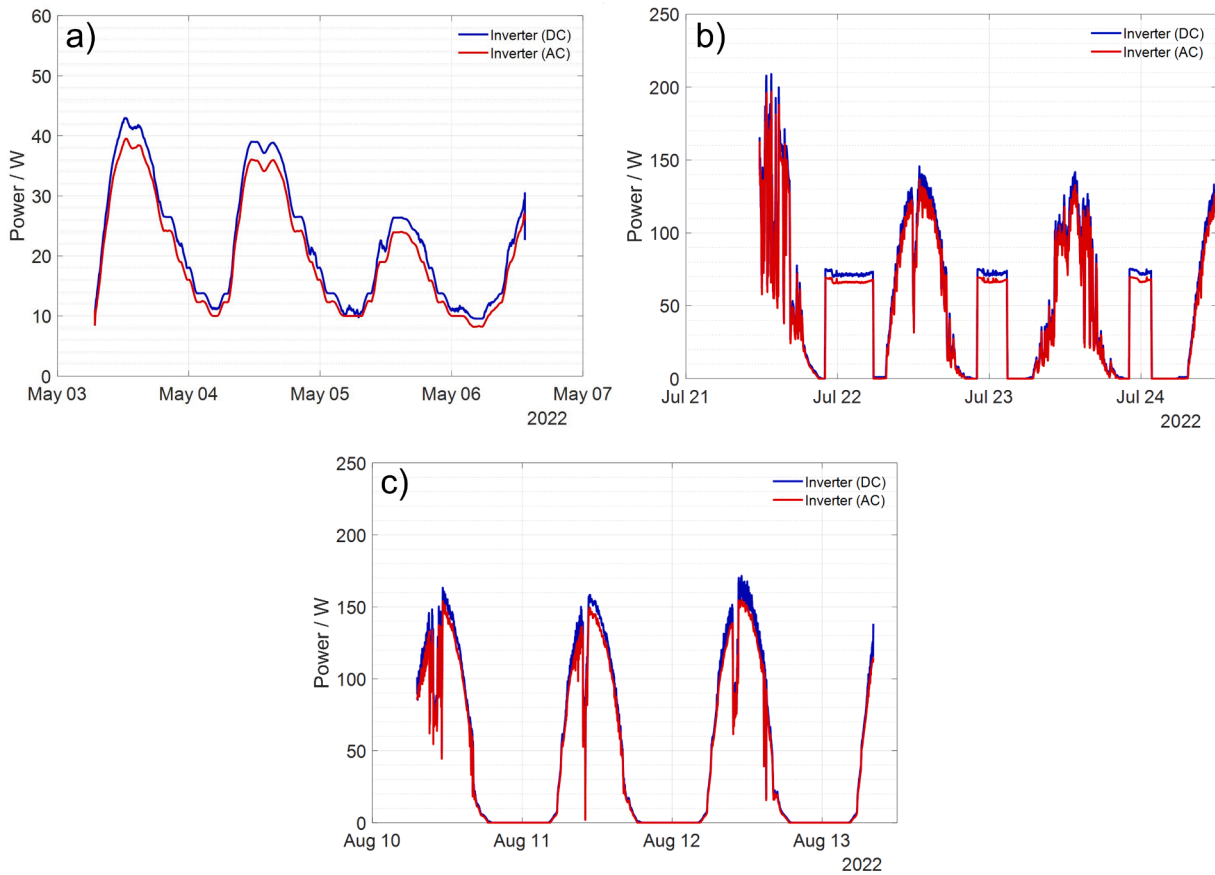 a)
Inverter (DC)
Inverter (AC)
Power / W
60
50
40
30
20
10
0
May 03
May 04
May 05
May 06
May 07
2022
b)
Inverter (DC)
Inverter (AC)
Power / W
250
200
150
100
50
0
Jul 21
Jul 22
Jul 23
Jul 24
2022
c)
Inverter (DC)
Inverter (AC)
Power / W
250
200
150
100
50
0
Aug 10
Aug 11
Aug 12
Aug 13
2022